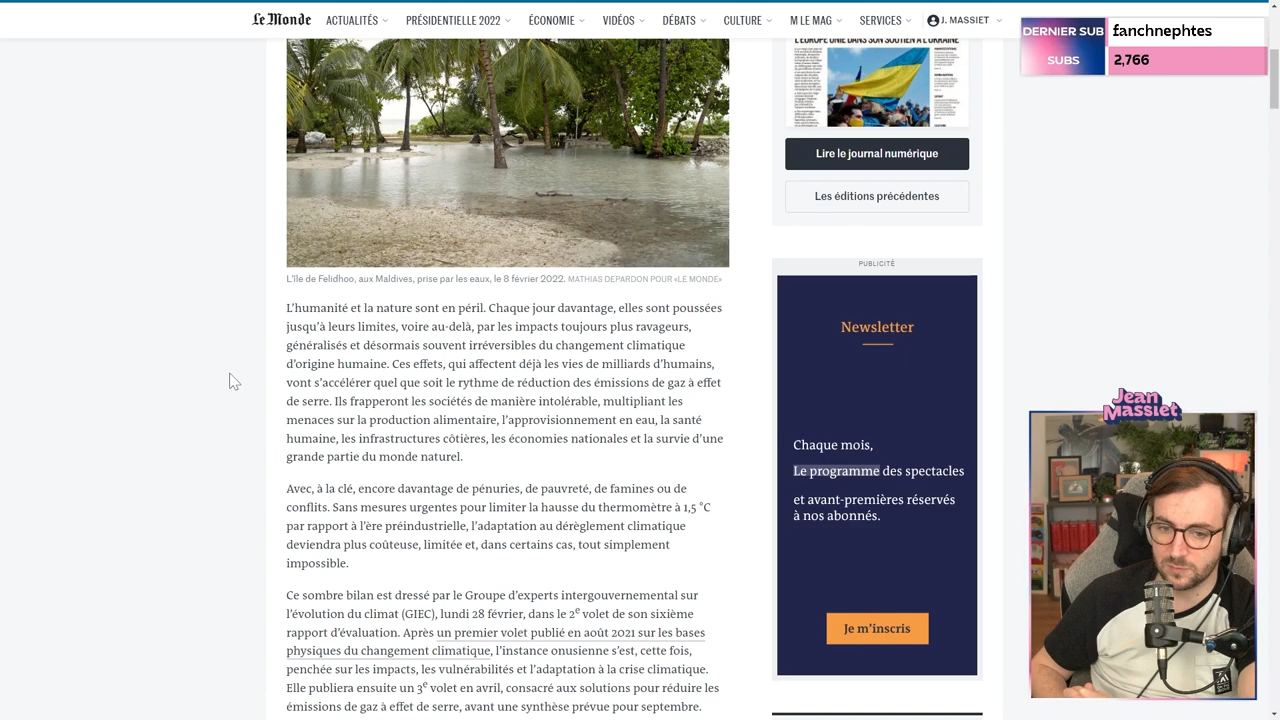 Le Monde
ACTUALITÉS PRÉSIDENTIELLE 2022 ÉCONOMIE VIDÉOS DÉBATS CULTURE M LE MAG SERVICES J. MASSIET
DERNIER SUB fanchnephtes
SUBS 2,766
L'EUROPE UNIE DANS SON SOUTIEN À L'UKRAINE
Lire le journal numérique
Les éditions précédentes
L'île de Felidhoo, aux Maldives, prise par les eaux, le 8 février 2022. MATHIAS DEPARDON POUR «LE MONDE»
L'humanité et la nature sont en péril. Chaque jour davantage, elles sont poussées
jusqu'à leurs limites, voire au-delà, par les impacts toujours plus ravageurs,
généralisés et désormais souvent irréversibles du changement climatique
d'origine humaine. Ces effets, qui affectent déjà les vies de milliards d'humains,
vont s'accélérer quel que soit le rythme de réduction des émissions de gaz à effet
de serre. Ils frapperont les sociétés de manière intolérable, multipliant les
menaces sur la production alimentaire, l'approvisionnement en eau, la santé
humaine, les infrastructures côtières, les économies nationales et la survie d'une
grande partie du monde naturel.
Avec, à la clé, encore davantage de pénuries, de pauvreté, de famines ou de
conflits. Sans mesures urgentes pour limiter la hausse du thermomètre à 1,5 °C
par rapport à l'ère préindustrielle, l'adaptation au dérèglement climatique
deviendra plus coûteuse, limitée et, dans certains cas, tout simplement
impossible.
Ce sombre bilan est dressé par le Groupe d'experts intergouvernemental sur
l'évolution du climat (GIEC), lundi 28 février, dans le 2e volet de son sixième
rapport d'évaluation. Après un premier volet publié en août 2021 sur les bases
physiques du changement climatique, l'instance onusienne s'est, cette fois,
penchée sur les impacts, les vulnérabilités et l'adaptation à la crise climatique.
Elle publiera ensuite un 3e volet en avril, consacré aux solutions pour réduire les
émissions de gaz à effet de serre, avant une synthèse prévue pour septembre.
PUBLICITÉ
Newsletter
Chaque mois,
Le programme des spectacles
et avant-premières réservés
à nos abonnés.
Je m'inscris
Jean
Massiet